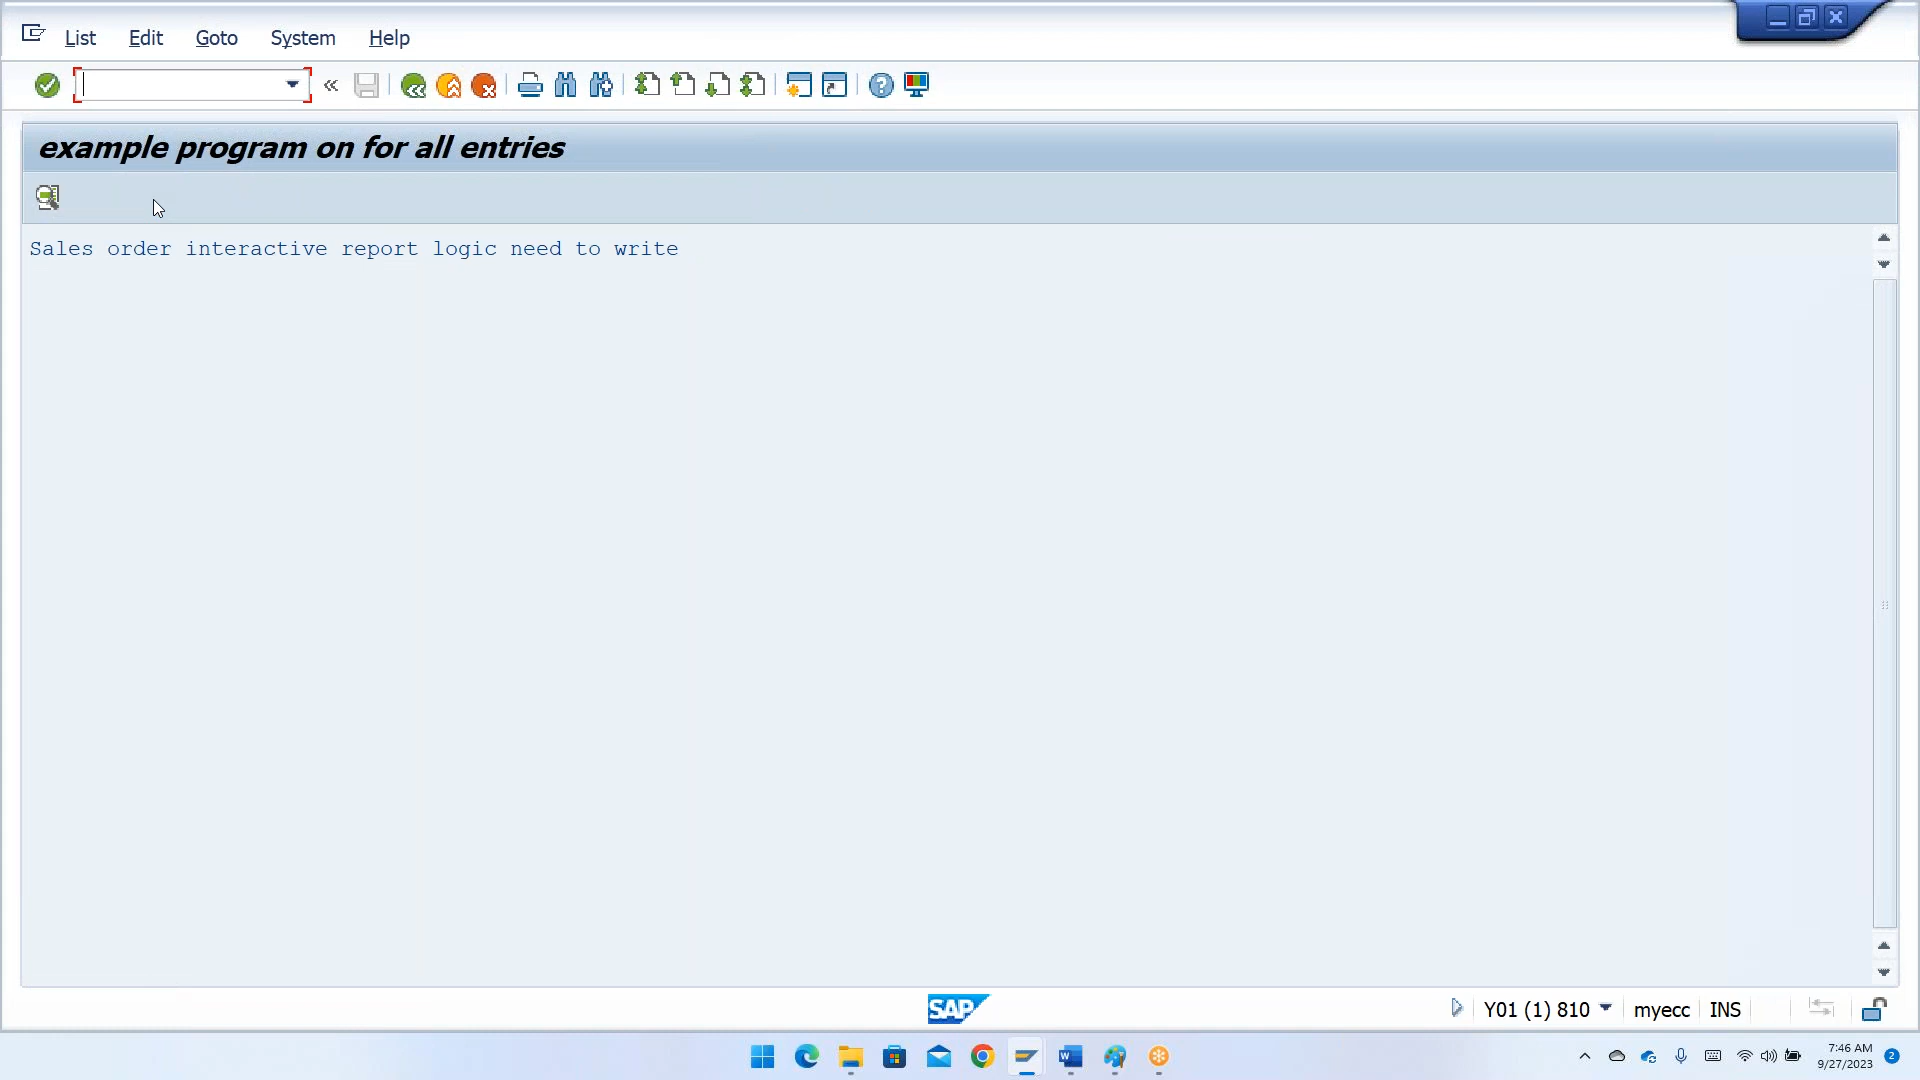 List Edit Goto System Help
example program on for all entries
Sales order interactive report logic need to write
SAP
Y01 (1) 810 myecc INS
7:46 AM
9/27/2023
2